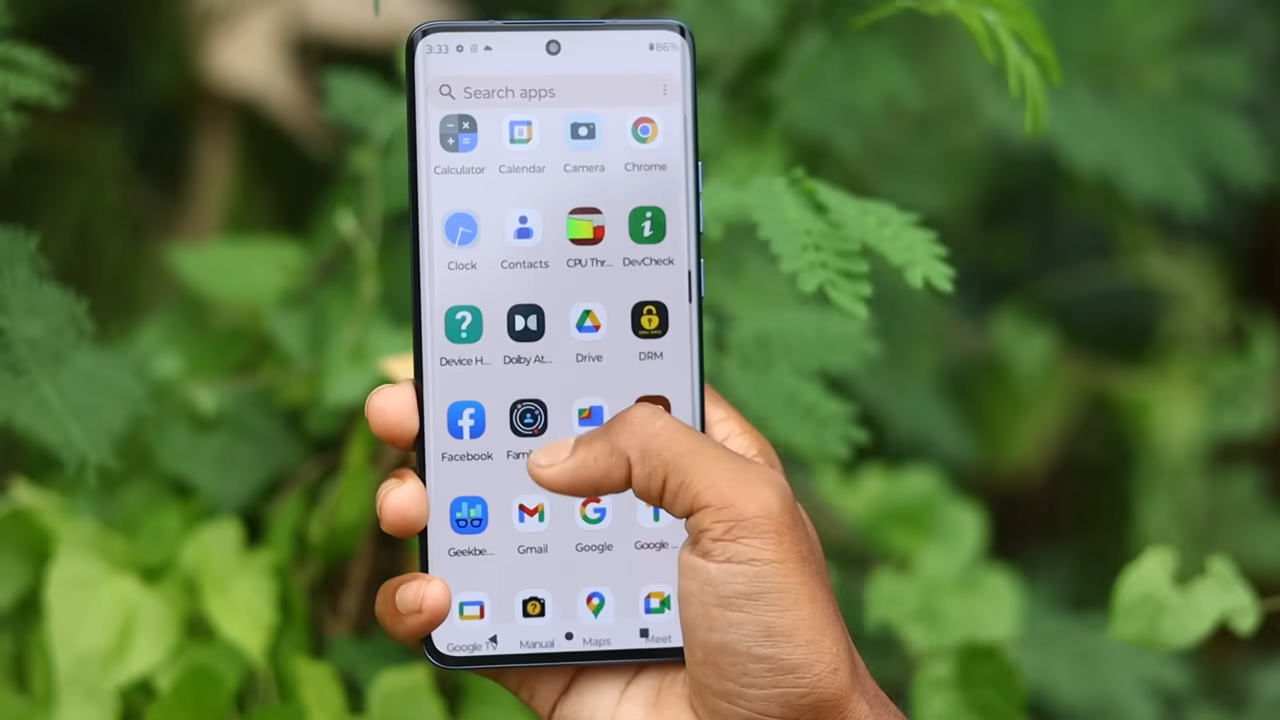 3:33 86%
Search apps
Calculator Calendar Camera Chrome
Clock Contacts CPU Thr... DevCheck
Device H... Dolby At... Drive DRM
Facebook Fam
Geekbe... Gmail Google Google ...
Google TV Manual Maps Meet